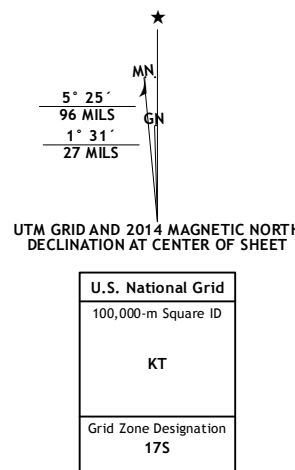 ★
MN.
5° 25´
96 MILS
GN
1° 31´
27 MILS
UTM GRID AND 2014 MAGNETIC NORTH
DECLINATION AT CENTER OF SHEET
U.S. National Grid
100,000-m Square ID
KT
Grid Zone Designation
17S